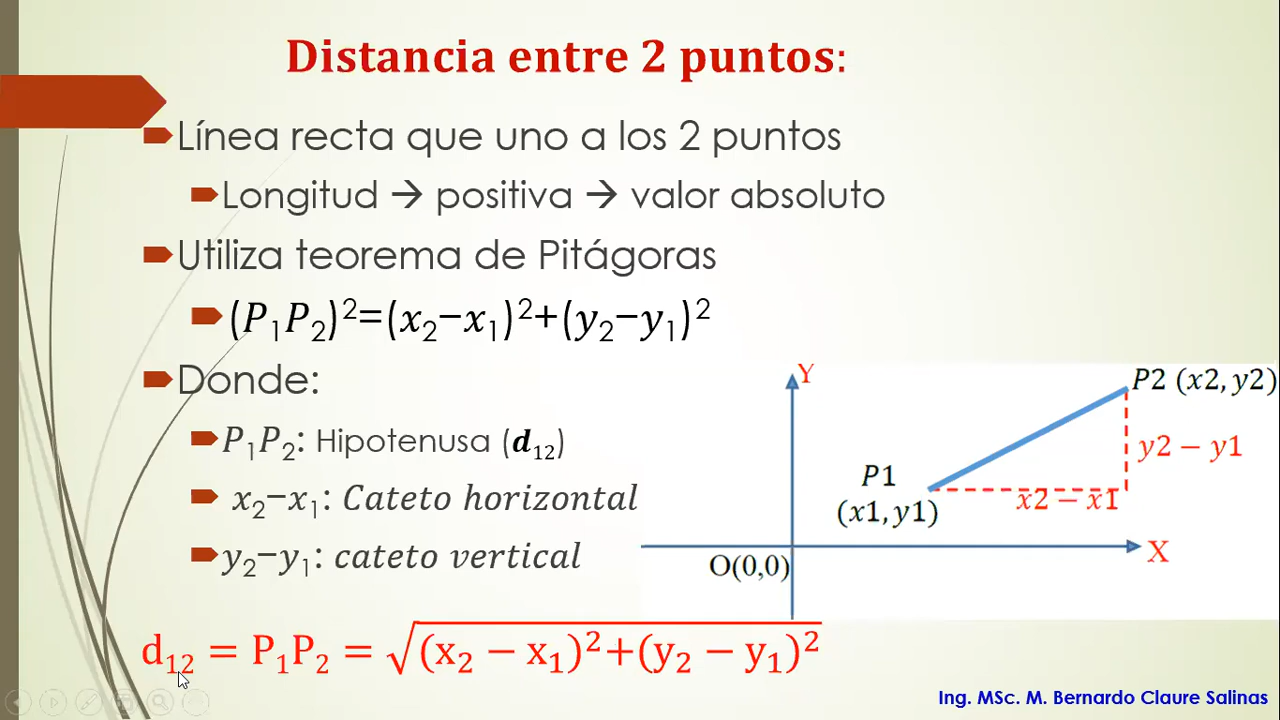 Distancia entre 2 puntos:
Línea recta que uno a los 2 puntos
Longitud → positiva → valor absoluto
Utiliza teorema de Pitágoras
(P₁P₂)²=(x₂−x₁)²+(y₂−y₁)²
Donde:
P₁P₂: Hipotenusa (d₁₂)
x₂−x₁: Cateto horizontal
y₂−y₁: cateto vertical
d₁₂ = P₁P₂ = √(x₂ − x₁)²+(y₂ − y₁)²
Y
P2 (x2, y2)
y2 − y1
P1
(x1, y1)
x2 − x1
O(0,0)
X
Ing. MSc. M. Bernardo Claure Salinas